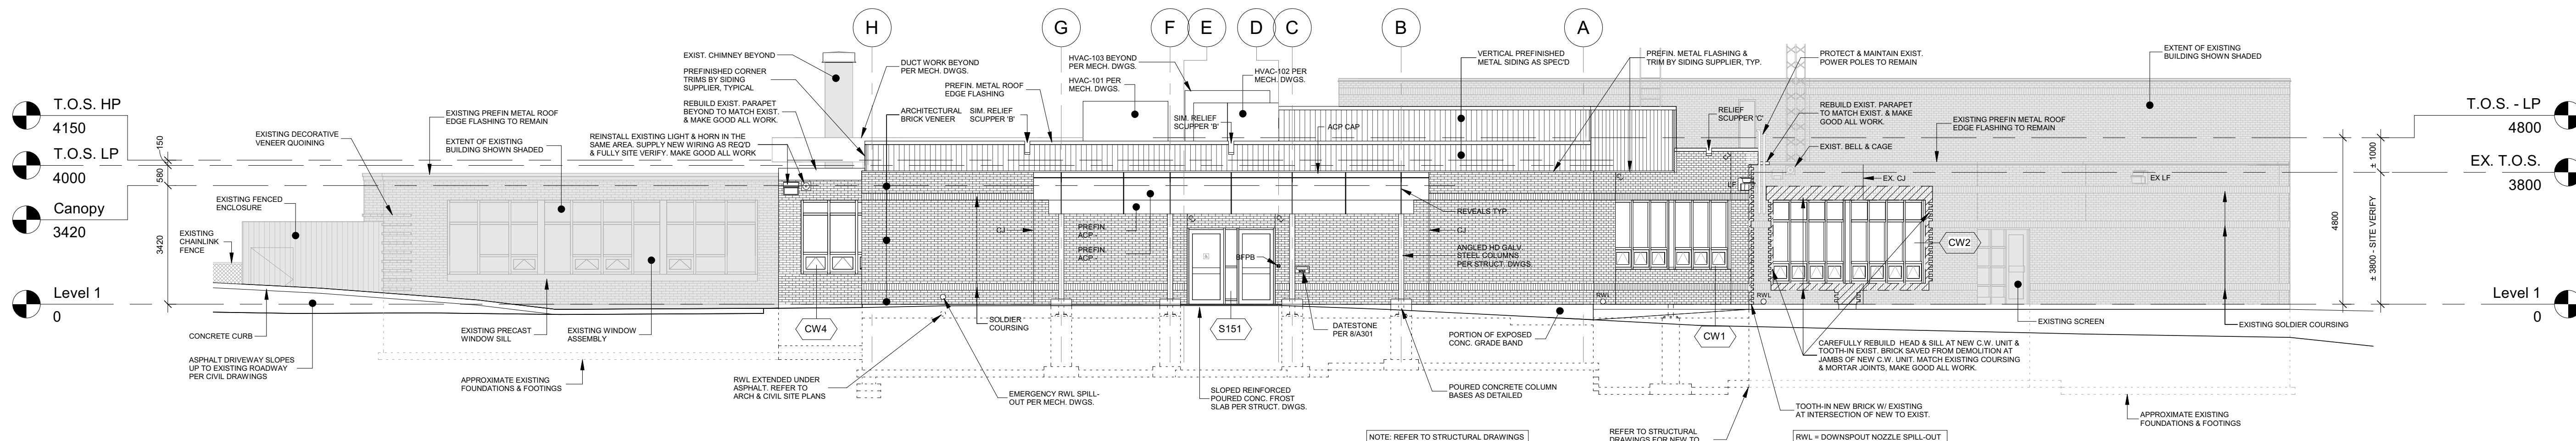 H
G
F
E
D
C
B
A
T.O.S. HP
4150
T.O.S. LP
4000
Canopy
3420
Level 1
0
150
580
3420
EXISTING DECORATIVE
VENEER QUOINING
EXISTING FENCED
ENCLOSURE
EXISTING
CHAINLINK
FENCE
CONCRETE CURB
ASPHALT DRIVEWAY SLOPES
UP TO EXISTING ROADWAY
PER CIVIL DRAWINGS
EXISTING PREFIN METAL ROOF
EDGE FLASHING TO REMAIN
EXTENT OF EXISTING
BUILDING SHOWN SHADED
EXISTING PRECAST
WINDOW SILL
EXISTING WINDOW
ASSEMBLY
APPROXIMATE EXISTING
FOUNDATIONS & FOOTINGS
EXIST. CHIMNEY BEYOND
PREFINISHED CORNER
TRIMS BY SIDING
SUPPLIER, TYPICAL
REBUILD EXIST. PARAPET
BEYOND TO MATCH EXIST.
& MAKE GOOD ALL WORK.
REINSTALL EXISTING LIGHT & HORN IN THE
SAME AREA. SUPPLY NEW WIRING AS REQ'D
& FULLY SITE VERIFY. MAKE GOOD ALL WORK
CW4
RWL EXTENDED UNDER
ASPHALT. REFER TO
ARCH & CIVIL SITE PLANS
DUCT WORK BEYOND
PER MECH. DWGS.
PREFIN. METAL ROOF
EDGE FLASHING
ARCHITECTURAL
BRICK VENEER
SIM. RELIEF
SCUPPER 'B'
HVAC-103 BEYOND
PER MECH. DWGS.
HVAC-101 PER
MECH. DWGS.
HVAC-102 PER
MECH. DWGS.
SIM. RELIEF
SCUPPER 'B'
ACP CAP
CJ
PREFIN.
ACP -
PREFIN.
ACP -
SOLDIER
COURSING
EMERGENCY RWL SPILL-
OUT PER MECH. DWGS.
S151
SLOPED REINFORCED
POURED CONC. FROST
SLAB PER STRUCT. DWGS.
BFPB
DATESTONE
PER 8/A301
REVEALS TYP.
CJ
ANGLED HD GALV.
STEEL COLUMNS
PER STRUCT. DWGS.
POURED CONCRETE COLUMN
BASES AS DETAILED
PORTION OF EXPOSED
CONC. GRADE BAND
VERTICAL PREFINISHED
METAL SIDING AS SPEC'D
PREFIN. METAL FLASHING &
TRIM BY SIDING SUPPLIER, TYP.
RELIEF
SCUPPER 'C'
PROTECT & MAINTAIN EXIST.
POWER POLES TO REMAIN
REBUILD EXIST. PARAPET
TO MATCH EXIST. & MAKE
GOOD ALL WORK.
EXIST. BELL & CAGE
EXISTING PREFIN METAL ROOF
EDGE FLASHING TO REMAIN
EXTENT OF EXISTING
BUILDING SHOWN SHADED
CJ
LF
EX. CJ
EX LF
RWL
RWL
CW1
CW2
EXISTING SCREEN
EXISTING SOLDIER COURSING
CAREFULLY REBUILD HEAD & SILL AT NEW C.W. UNIT &
TOOTH-IN EXIST. BRICK SAVED FROM DEMOLITION AT
JAMBS OF NEW C.W. UNIT. MATCH EXISTING COURSING
& MORTAR JOINTS, MAKE GOOD ALL WORK.
TOOTH-IN NEW BRICK W/ EXISTING
AT INTERSECTION OF NEW TO EXIST.
APPROXIMATE EXISTING
FOUNDATIONS & FOOTINGS
NOTE: REFER TO STRUCTURAL DRAWINGS
REFER TO STRUCTURAL
DRAWINGS FOR NEW TO
RWL = DOWNSPOUT NOZZLE SPILL-OUT
4800
± 1000
± 3800 - SITE VERIFY
T.O.S. - LP
4800
EX. T.O.S.
3800
Level 1
0